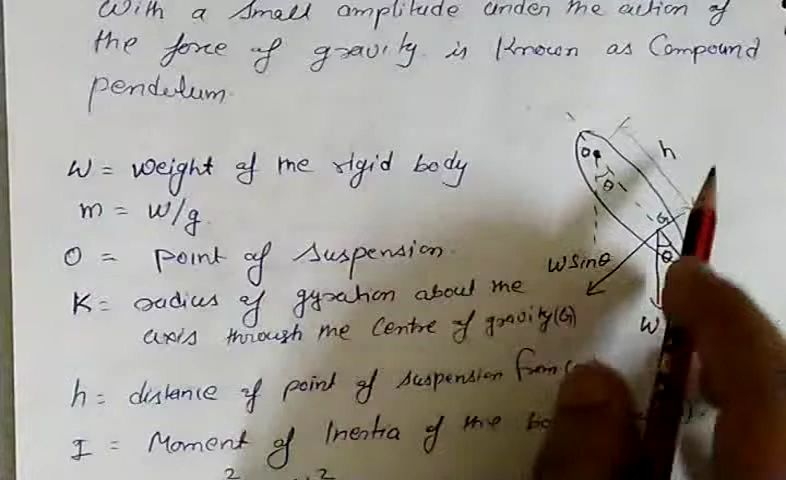 With a small amplitude under the action of
the force of gravity is Known as Compound
pendulum.
W = weight of the rigid body
m = W/g.
O = point of suspension.
K = radius of gyration about the
axis through the Centre of gravity(G)
h = distance of point of suspension from
I = Moment of Inertia of the
2 2
O
θ
h
G
θ
W sinθ
W